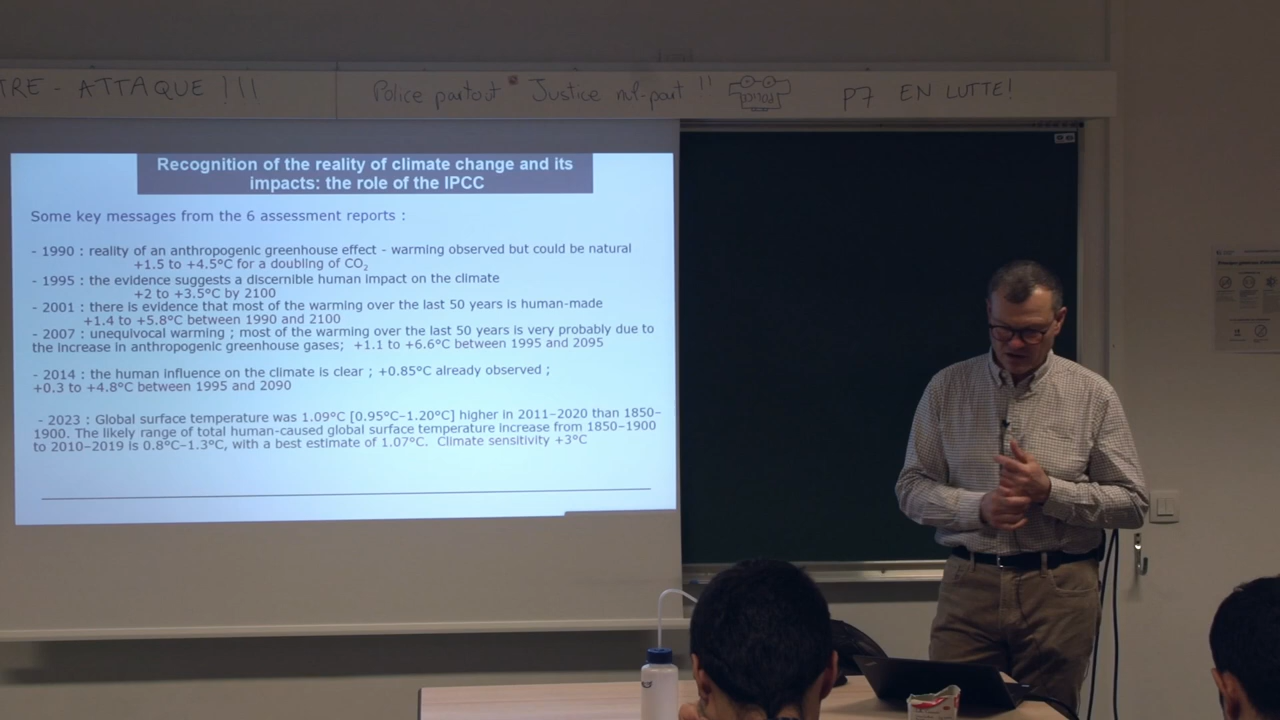 TRE - ATTAQUE !!!
Police partout Justice nul-part !!
POLICE
P7 EN LUTTE!
Recognition of the reality of climate change and its
impacts: the role of the IPCC
Some key messages from the 6 assessment reports :
- 1990 : reality of an anthropogenic greenhouse effect - warming observed but could be natural
+1.5 to +4.5°C for a doubling of CO₂
- 1995 : the evidence suggests a discernible human impact on the climate
+2 to +3.5°C by 2100
- 2001 : there is evidence that most of the warming over the last 50 years is human-made
+1.4 to +5.8°C between 1990 and 2100
- 2007 : unequivocal warming ; most of the warming over the last 50 years is very probably due to
the increase in anthropogenic greenhouse gases; +1.1 to +6.6°C between 1995 and 2095
- 2014 : the human influence on the climate is clear ; +0.85°C already observed ;
+0.3 to +4.8°C between 1995 and 2090
- 2023 : Global surface temperature was 1.09°C [0.95°C–1.20°C] higher in 2011–2020 than 1850–
1900. The likely range of total human-caused global surface temperature increase from 1850–1900
to 2010–2019 is 0.8°C–1.3°C, with a best estimate of 1.07°C. Climate sensitivity +3°C